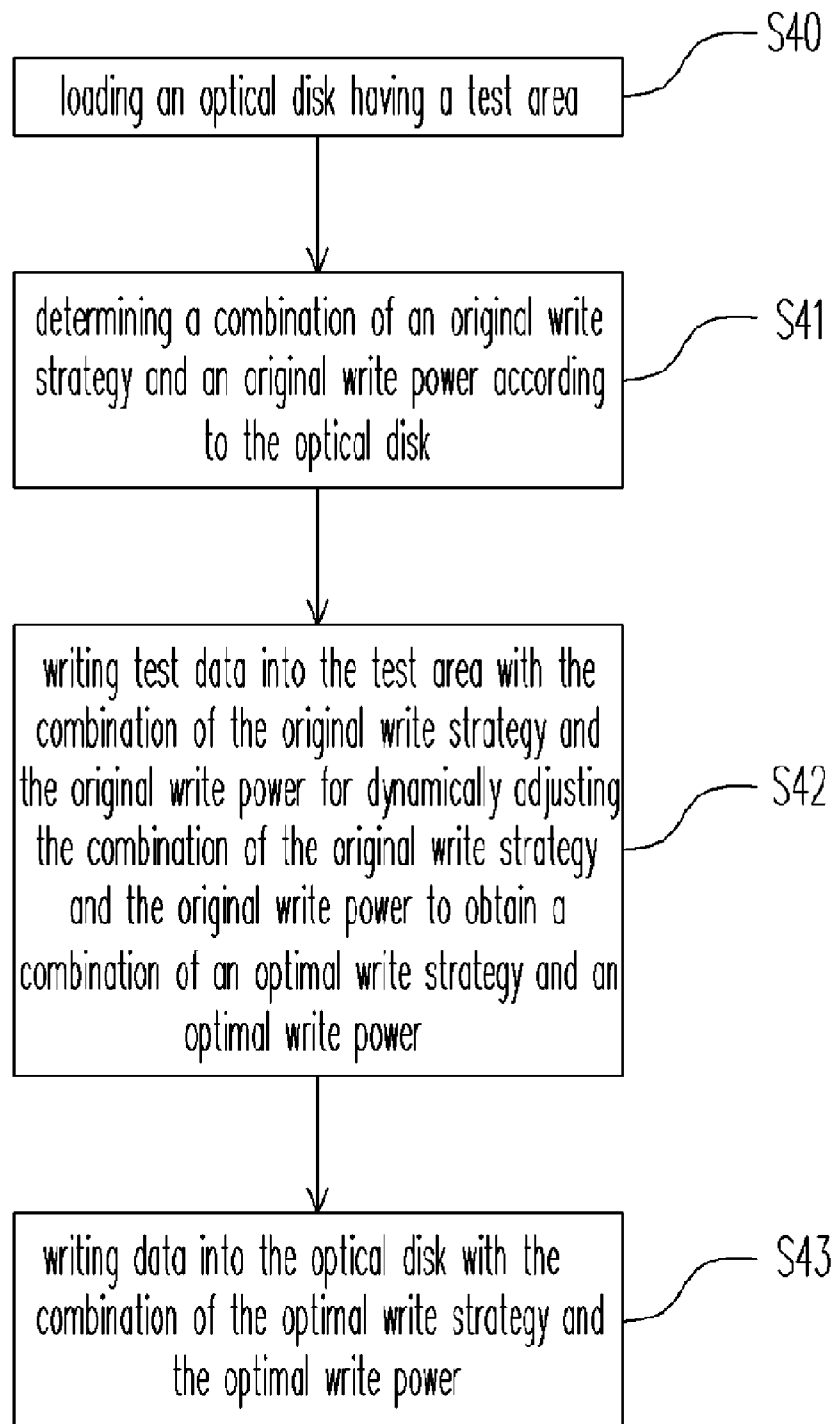 S40
loading an optical disk having a test area
determining a combination of an original write
S41
strategy and an original write power according
to the optical disk
writing test data into the test area with the
combination of the original write strategy and
the original write power for dynamically adjusting
S42
the combination of the original write strategy
and the original write power to obtain a
combination of an optimal write strategy and an
optimal write power
writing data into the optical disk with the
S43
combination of the optimal write strategy and
the optimal write power